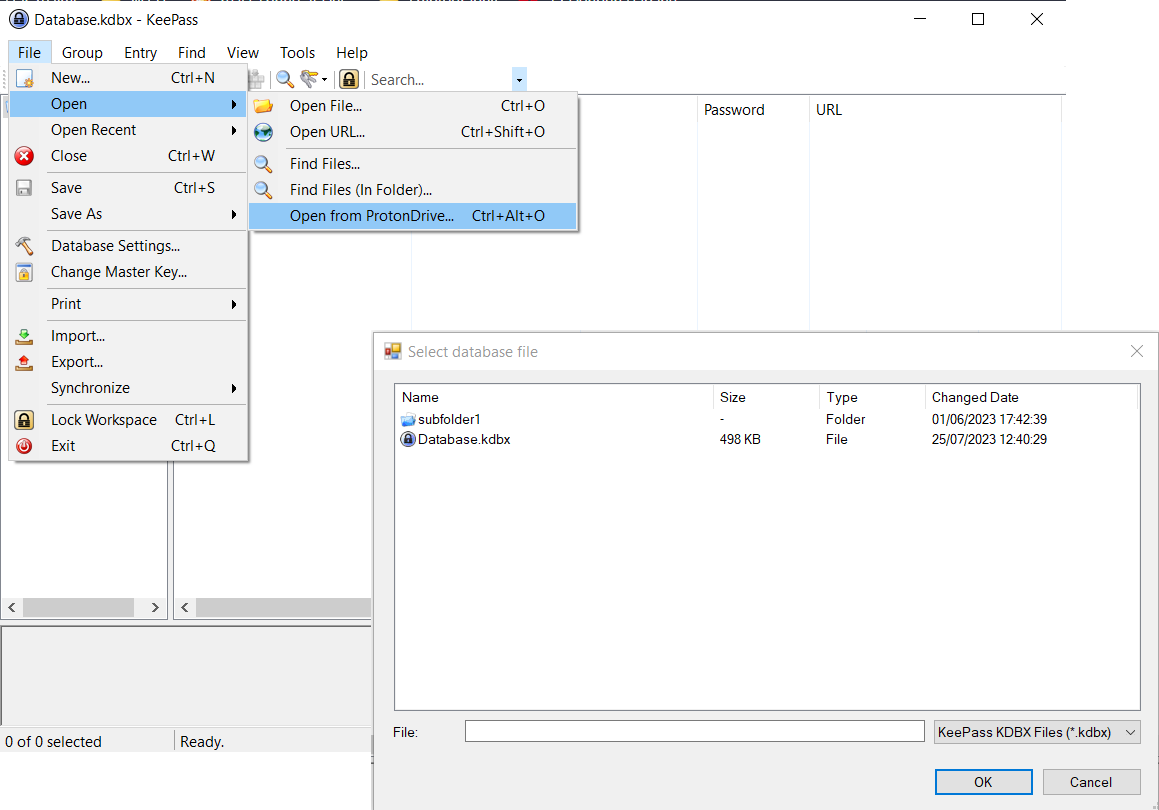 Database.kdbx - KeePass
File Group Entry Find View Tools Help
New... Ctrl+N
Search...
Open
Open Recent
Close Ctrl+W
Save Ctrl+S
Save As
Database Settings...
Change Master Key...
Print
Import...
Export...
Synchronize
Lock Workspace Ctrl+L
Exit Ctrl+Q
Open File... Ctrl+O
Open URL... Ctrl+Shift+O
Find Files...
Find Files (In Folder)...
Open from ProtonDrive... Ctrl+Alt+O
Password URL
Select database file
Name Size Type Changed Date
subfolder1 - Folder 01/06/2023 17:42:39
Database.kdbx 498 KB File 25/07/2023 12:40:29
File: KeePass KDBX Files (*.kdbx)
OK Cancel
0 of 0 selected Ready.